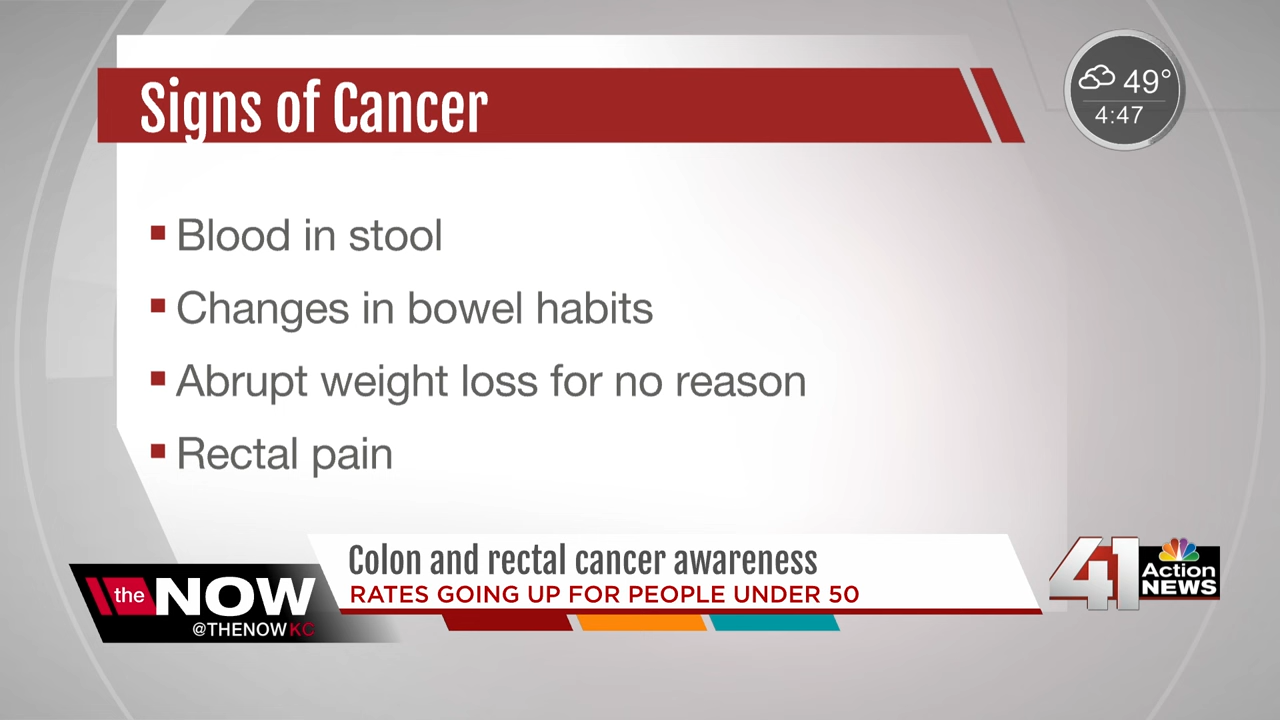 Signs of Cancer
49°
4:47
Blood in stool
Changes in bowel habits
Abrupt weight loss for no reason
Rectal pain
Colon and rectal cancer awareness
RATES GOING UP FOR PEOPLE UNDER 50
the NOW
@THENOWKC
41 Action NEWS